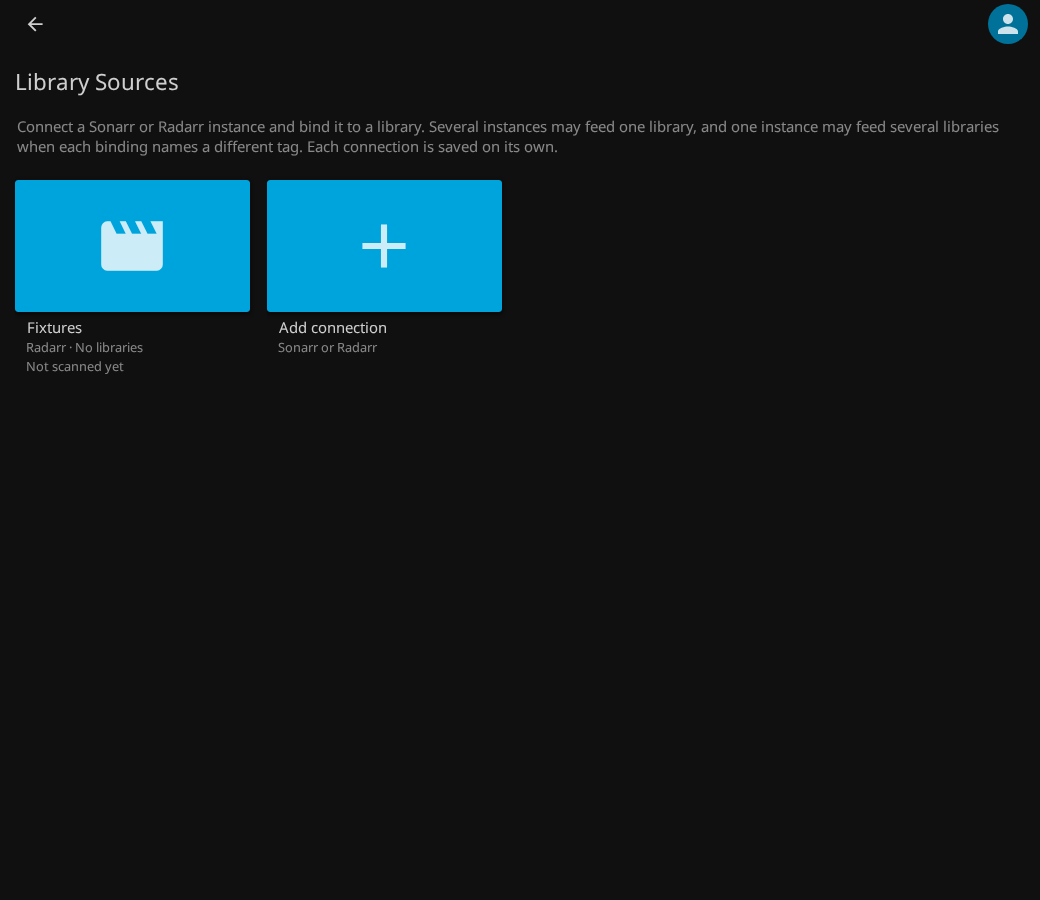 Library Sources
Connect a Sonarr or Radarr instance and bind it to a library. Several instances may feed one library, and one instance may feed several libraries
when each binding names a different tag. Each connection is saved on its own.
Fixtures
Radarr · No libraries
Not scanned yet
Add connection
Sonarr or Radarr